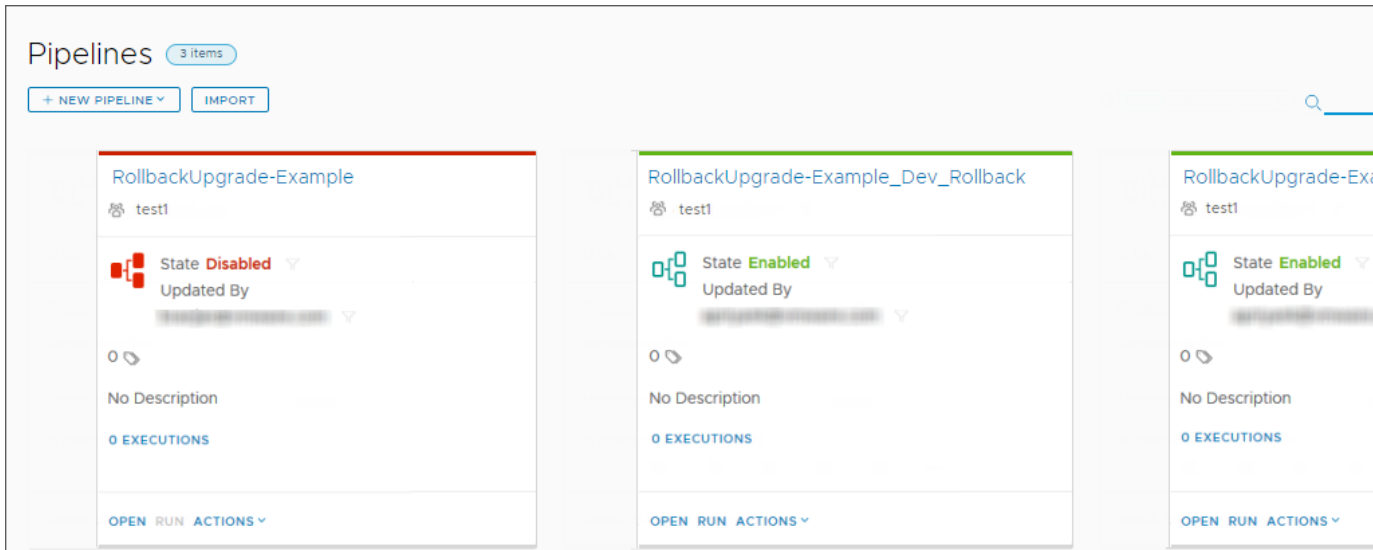 Pipelines 3 items
+ NEW PIPELINE IMPORT
RollbackUpgrade-Example
test1
State Disabled
Updated By
0
No Description
0 EXECUTIONS
OPEN RUN ACTIONS
RollbackUpgrade-Example_Dev_Rollback
test1
State Enabled
Updated By
0
No Description
0 EXECUTIONS
OPEN RUN ACTIONS
RollbackUpgrade-Exa
test1
State Enabled
Updated By
0
No Description
0 EXECUTIONS
OPEN RUN ACTIONS